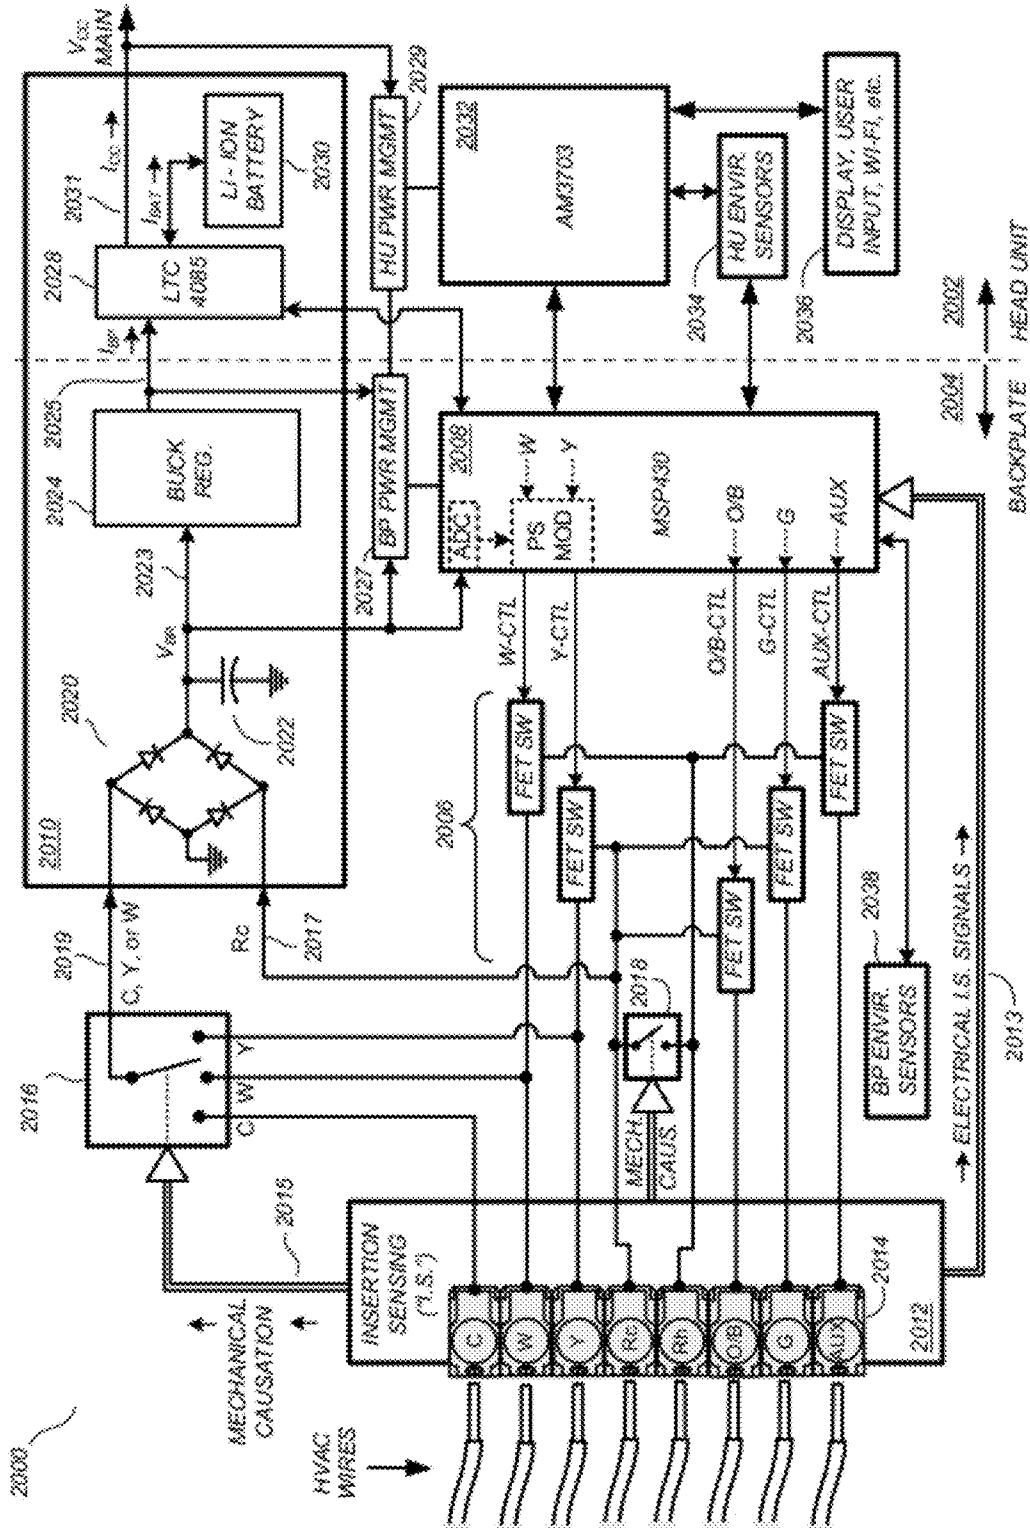 2000
HVAC
WIRES
MECHANICAL
CAUSATION
2015
INSERTION
SENSING
("I.S.")
C
W
Y
Rc
Rh
O/B
G
AUX
2012
2014
2016
C W Y
2019
C, Y, or W
Rc
2017
MECH.
CAUS.
2018
BP ENVIR.
SENSORS
2038
ELECTRICAL I.S. SIGNALS
2013
2010
2020
2022
VBR
2023
2024
BUCK
REG.
2025
IBP
2028
LTC
4085
2031
ICC
IBAT
LI - ION
BATTERY
2030
VCC
MAIN
2006
FET SW
FET SW
FET SW
FET SW
FET SW
W-CTL
Y-CTL
O/B-CTL
G-CTL
AUX-CTL
2027
BP PWR MGMT
HU PWR MGMT
2029
ADC
2008
PS
MOD
W
Y
MSP430
O/B
G
AUX
2032
AM3703
2034
HU ENVIR.
SENSORS
2036
DISPLAY, USER
INPUT, WI-FI, etc.
2004
BACKPLATE
2002
HEAD UNIT